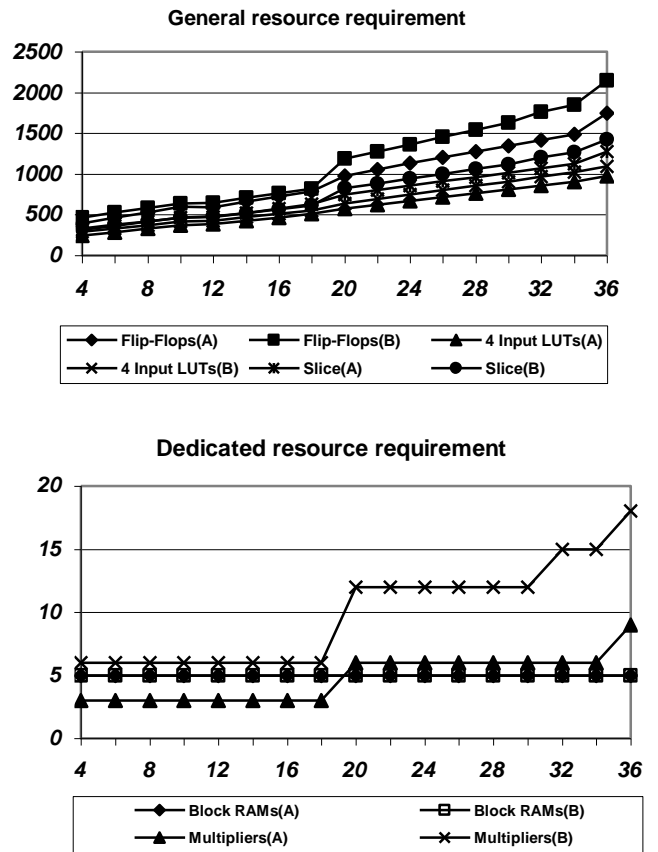 General resource requirement
2500
2000
1500
1000
500
0
4 8 12 16 20 24 28 32 36
Flip-Flops(A) Flip-Flops(B) 4 Input LUTs(A)
4 Input LUTs(B) Slice(A) Slice(B)
Dedicated resource requirement
20
15
10
5
0
4 8 12 16 20 24 28 32 36
Block RAMs(A) Block RAMs(B)
Multipliers(A) Multipliers(B)